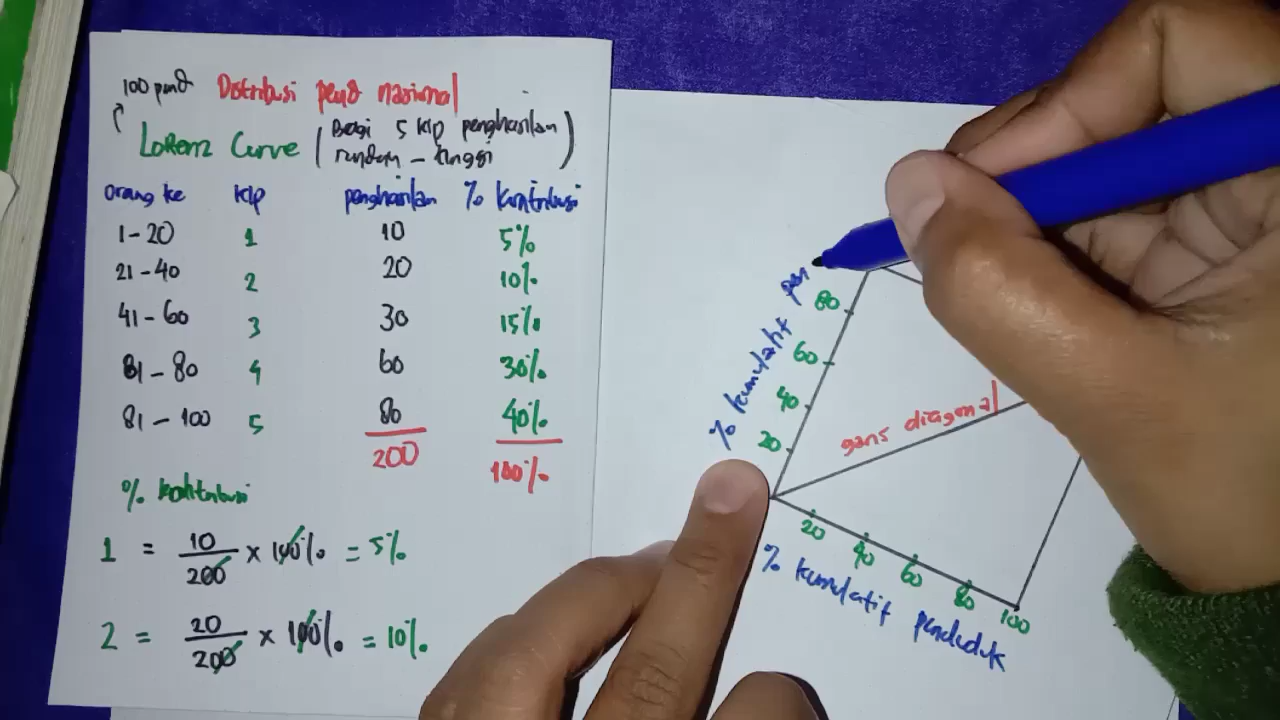 100 pend Distribusi pend nasional
Lorenz Curve (Bagi 5 klp penghasilan
rendah - tinggi)
orang ke klp penghasilan % kontribusi
1-20 1 10 5%
21-40 2 20 10%
41-60 3 30 15%
81-80 4 60 30%
81-100 5 80 40%
200 100%
% kontribusi
1 = 10/200 x 100% = 5%
2 = 20/200 x 100% = 10%
% kumulatif pen
80
60
40
20
garis diagonal
20 40 60 80 100
% kumulatif penduduk